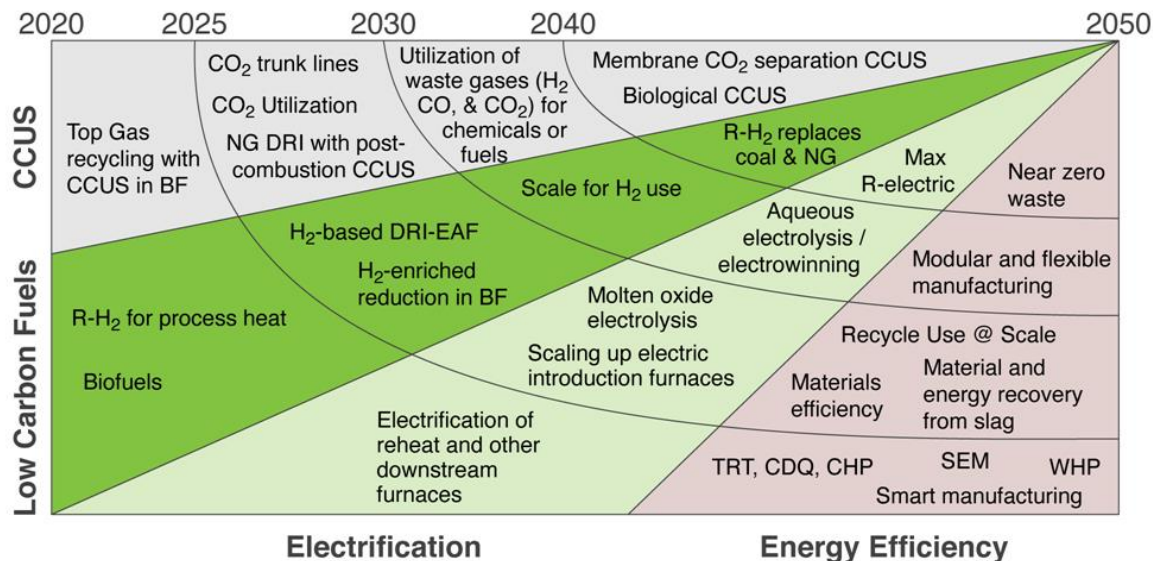 2020 2025 2030 2040 2050
CCUS
Low Carbon Fuels
Top Gas
recycling with
CCUS in BF
CO₂ trunk lines
CO₂ Utilization
NG DRI with post-
combustion CCUS
Utilization of
waste gases (H₂
CO, & CO₂) for
chemicals or
fuels
Membrane CO₂ separation CCUS
Biological CCUS
R-H₂ for process heat
Biofuels
H₂-based DRI-EAF
H₂-enriched
reduction in BF
Scale for H₂ use
R-H₂ replaces
coal & NG
Electrification of
reheat and other
downstream
furnaces
Molten oxide
electrolysis
Scaling up electric
introduction furnaces
Aqueous
electrolysis /
electrowinning
Max
R-electric
TRT, CDQ, CHP
SEM
WHP
Smart manufacturing
Recycle Use @ Scale
Materials
efficiency
Material and
energy recovery
from slag
Modular and flexible
manufacturing
Near zero
waste
Electrification
Energy Efficiency